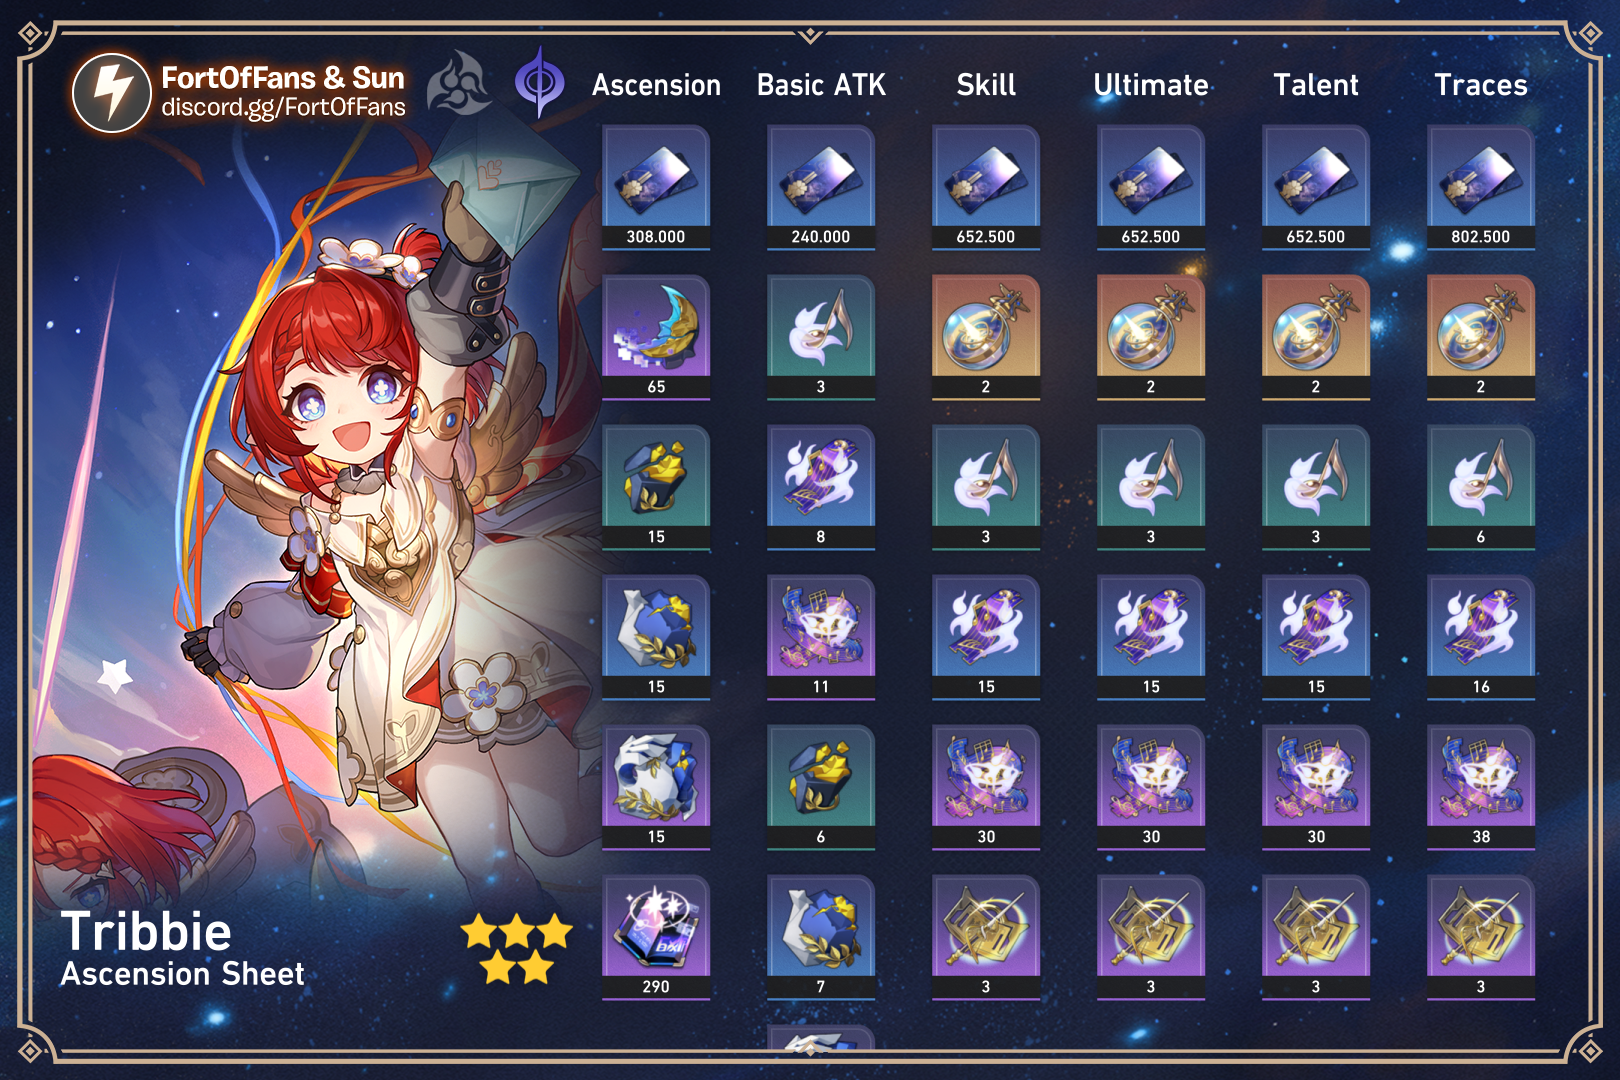 FortOfFans & Sun
discord.gg/FortOfFans
Ascension Basic ATK Skill Ultimate Talent Traces
308.000 240.000 652.500 652.500 652.500 802.500
65 3 2 2 2 2
15 8 3 3 3 6
15 11 15 15 15 16
15 6 30 30 30 38
290 7 3 3 3 3
Tribbie
Ascension Sheet